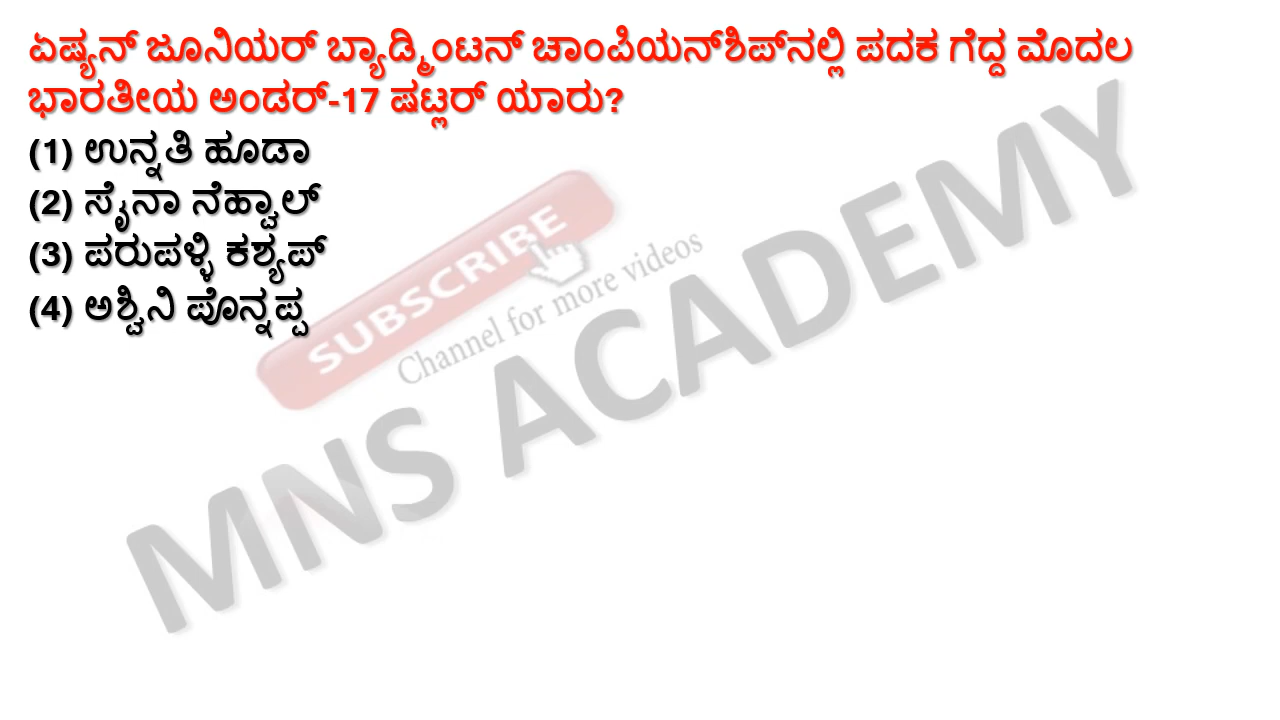 ಏಷ್ಯನ್ ಜೂನಿಯರ್ ಬ್ಯಾಡ್ಮಿಂಟನ್ ಚಾಂಪಿಯನ್‌ಶಿಪ್‌ನಲ್ಲಿ ಪದಕ ಗೆದ್ದ ಮೊದಲ
ಭಾರತೀಯ ಅಂಡರ್-17 ಷಟ್ಲರ್ ಯಾರು?
(1) ಉನ್ನತಿ ಹೂಡಾ
(2) ಸೈನಾ ನೆಹ್ವಾಲ್
(3) ಪರುಪಳ್ಳಿ ಕಶ್ಯಪ್
(4) ಅಶ್ವಿನಿ ಪೊನ್ನಪ್ಪ
SUBSCRIBE
Channel for more videos
MNS ACADEMY